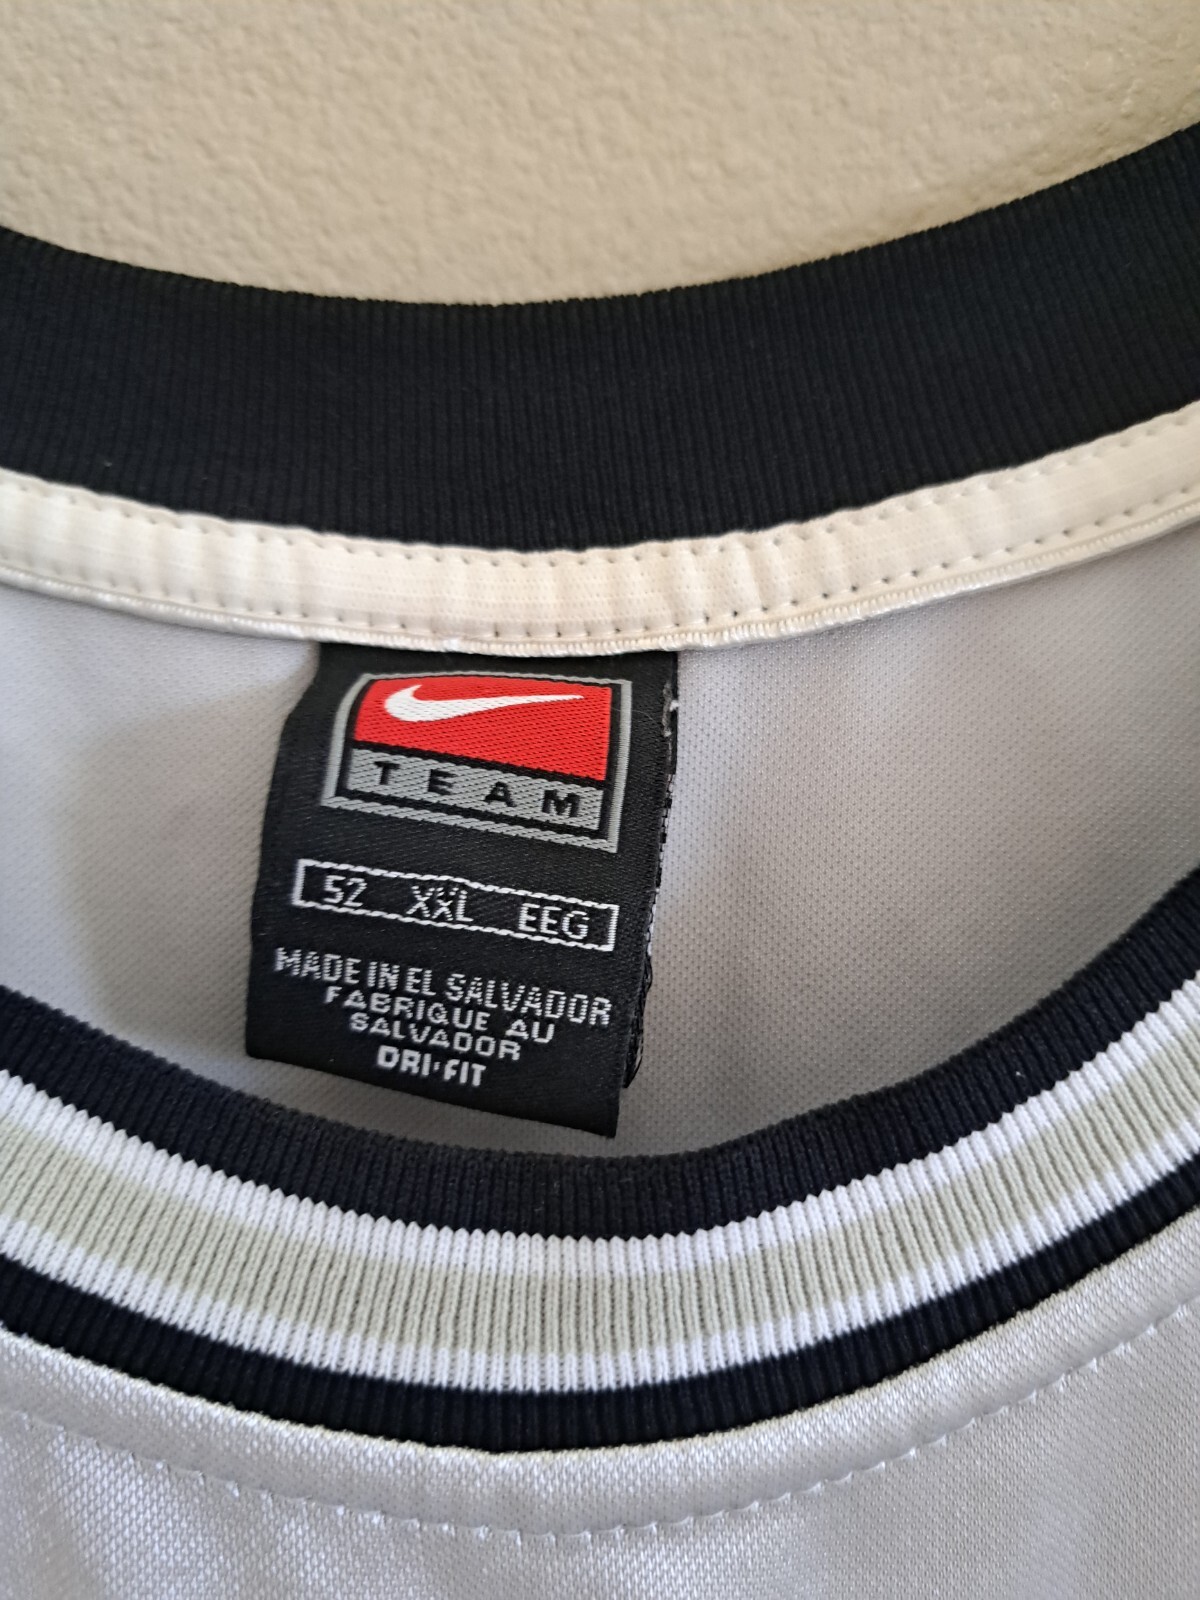 TEAM
52 XXL EEG
MADE IN EL SALVADOR
FABRIQUE AU
SALVADOR
DRI·FIT